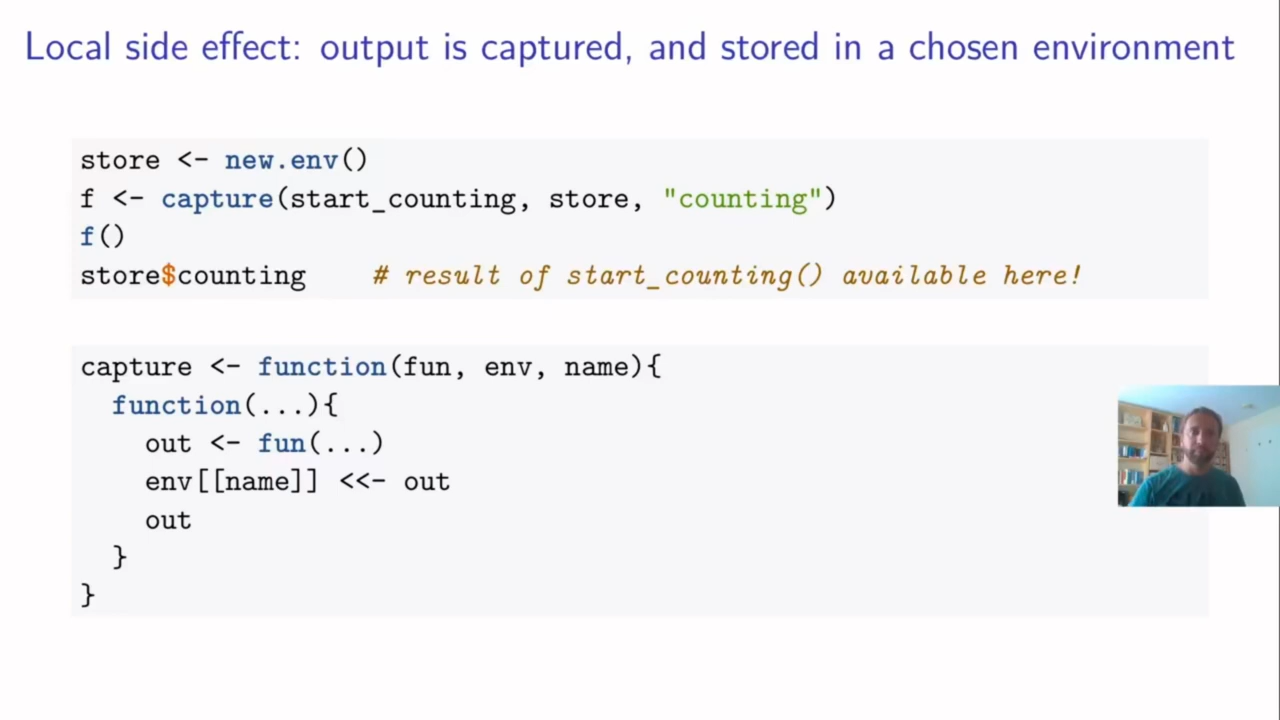 Local side effect: output is captured, and stored in a chosen environment
store <- new.env()
f <- capture(start_counting, store, "counting")
f()
store$counting    # result of start_counting() available here!
capture <- function(fun, env, name){
  function(...){
    out <- fun(...)
    env[[name]] <<- out
    out
  }
}